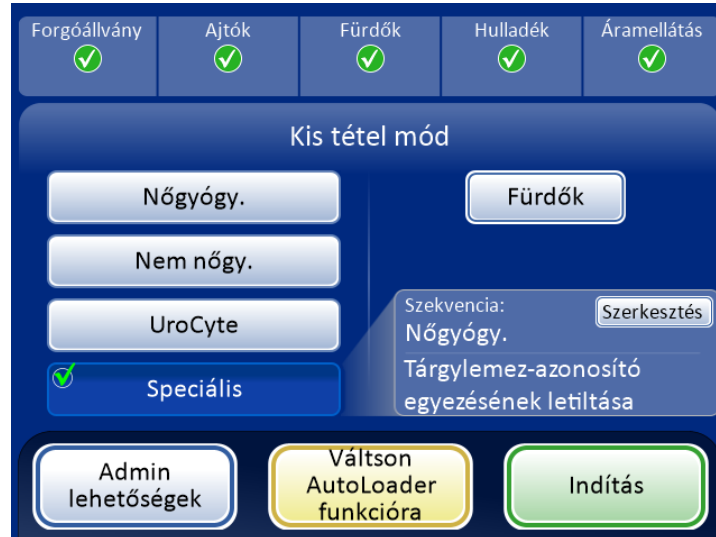 Forgóállvány
Ajtók
Fürdők
Hulladék
Áramellátás
Kis tétel mód
Nőgyógy.
Fürdők
Nem nőgy.
UroCyte
Speciális
Szekvencia:
Szerkesztés
Nőgyógy.
Tárgylemez-azonosító
egyezésének letiltása
Admin
lehetőségek
Váltson
AutoLoader
funkcióra
Indítás